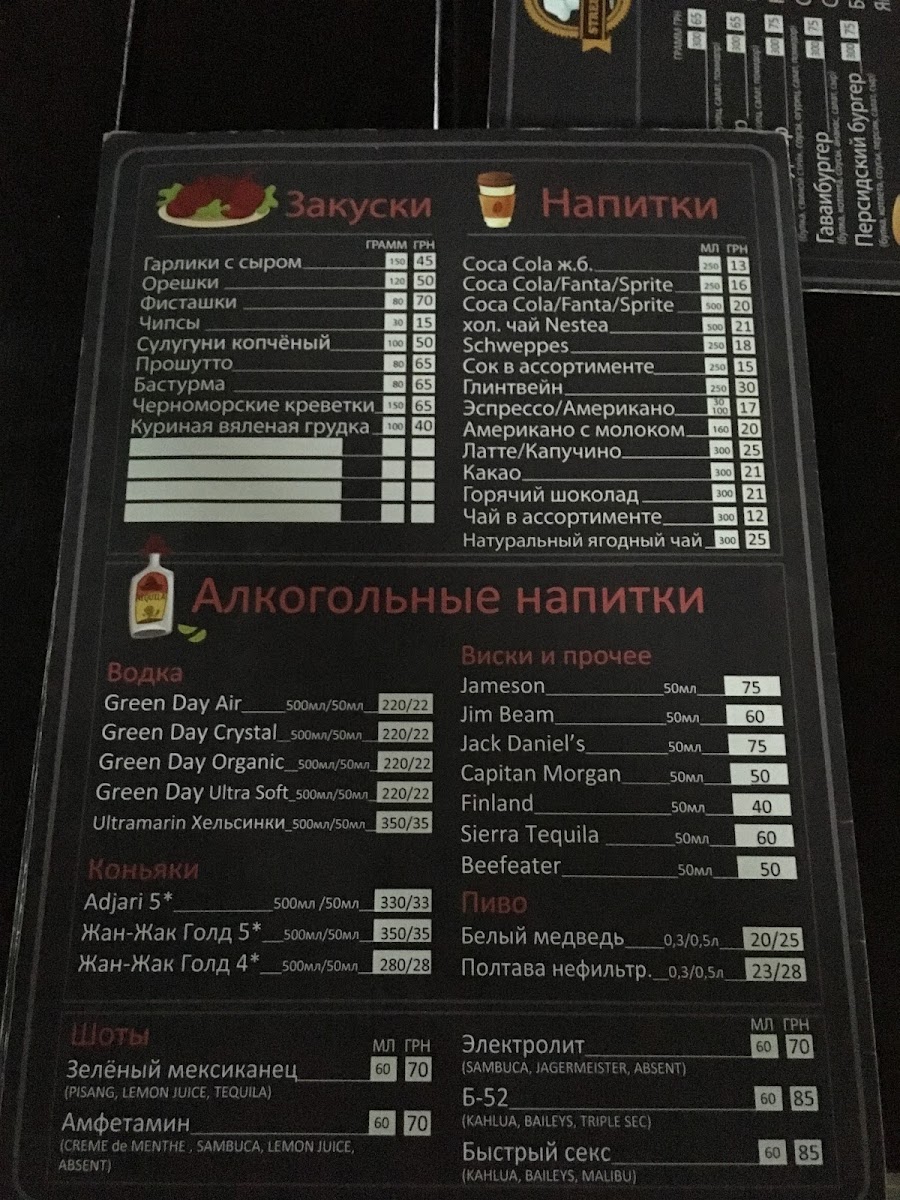 Закуски
ГРАММ ГРН
Гарлики с сыром 150 45
Орешки 120 50
Фисташки 80 70
Чипсы 30 15
Сулугуни копчёный 100 50
Прошутто 80 65
Бастурма 80 65
Черноморские креветки 150 65
Куриная вяленая грудка 100 40
Напитки
МЛ ГРН
Coca Cola ж.б. 250 13
Coca Cola/Fanta/Sprite 250 16
Coca Cola/Fanta/Sprite 500 20
хол. чай Nestea 500 21
Schweppes 250 18
Сок в ассортименте 250 15
Глинтвейн 250 30
Эспрессо/Американо 30 100 17
Американо с молоком 160 20
Латте/Капучино 300 25
Какао 300 21
Горячий шоколад 300 21
Чай в ассортименте 300 12
Натуральный ягодный чай 300 25
TEQUILA
Алкогольные напитки
Водка
Green Day Air 500мл/50мл 220/22
Green Day Crystal 500мл/50мл 220/22
Green Day Organic 500мл/50мл 220/22
Green Day Ultra Soft 500мл/50мл 220/22
Ultramarin Хельсинки 500мл/50мл 350/35
Коньяки
Adjari 5* 500мл /50мл 330/33
Жан-Жак Голд 5* 500мл/50мл 350/35
Жан-Жак Голд 4* 500мл/50мл 280/28
Виски и прочее
Jameson 50мл 75
Jim Beam 50мл 60
Jack Daniel's 50мл 75
Capitan Morgan 50мл 50
Finland 50мл 40
Sierra Tequila 50мл 60
Beefeater 50мл 50
Пиво
Белый медведь 0,3/0,5л 20/25
Полтава нефильтр. 0,3/0,5л 23/28
Шоты
МЛ ГРН
Зелёный мексиканец 60 70
(PISANG, LEMON JUICE, TEQUILA)
Амфетамин 60 70
(CREME de MENTHE , SAMBUCA, LEMON JUICE,
ABSENT)
МЛ ГРН
Электролит 60 70
(SAMBUCA, JAGERMEISTER, ABSENT)
Б-52 60 85
(KAHLUA, BAILEYS, TRIPLE SEC)
Быстрый секс 60 85
(KAHLUA, BAILEYS, MALIBU)
ГРАММ ГРН
300 65
300 65
300 75
300 75
Гавайбургер
Персидский бургер 300 75